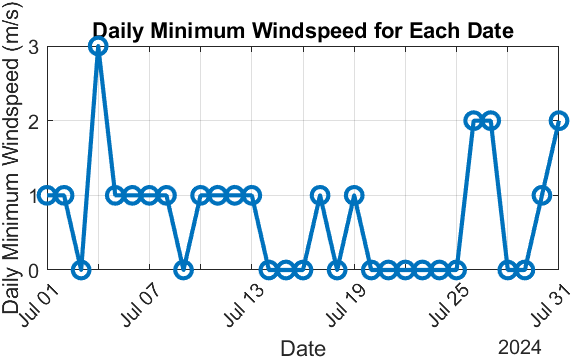 Daily Minimum Windspeed for Each Date
Daily Minimum Windspeed (m/s)
3
2
1
0
Jul 01
Jul 07
Jul 13
Jul 19
Jul 25
Jul 31
Date
2024